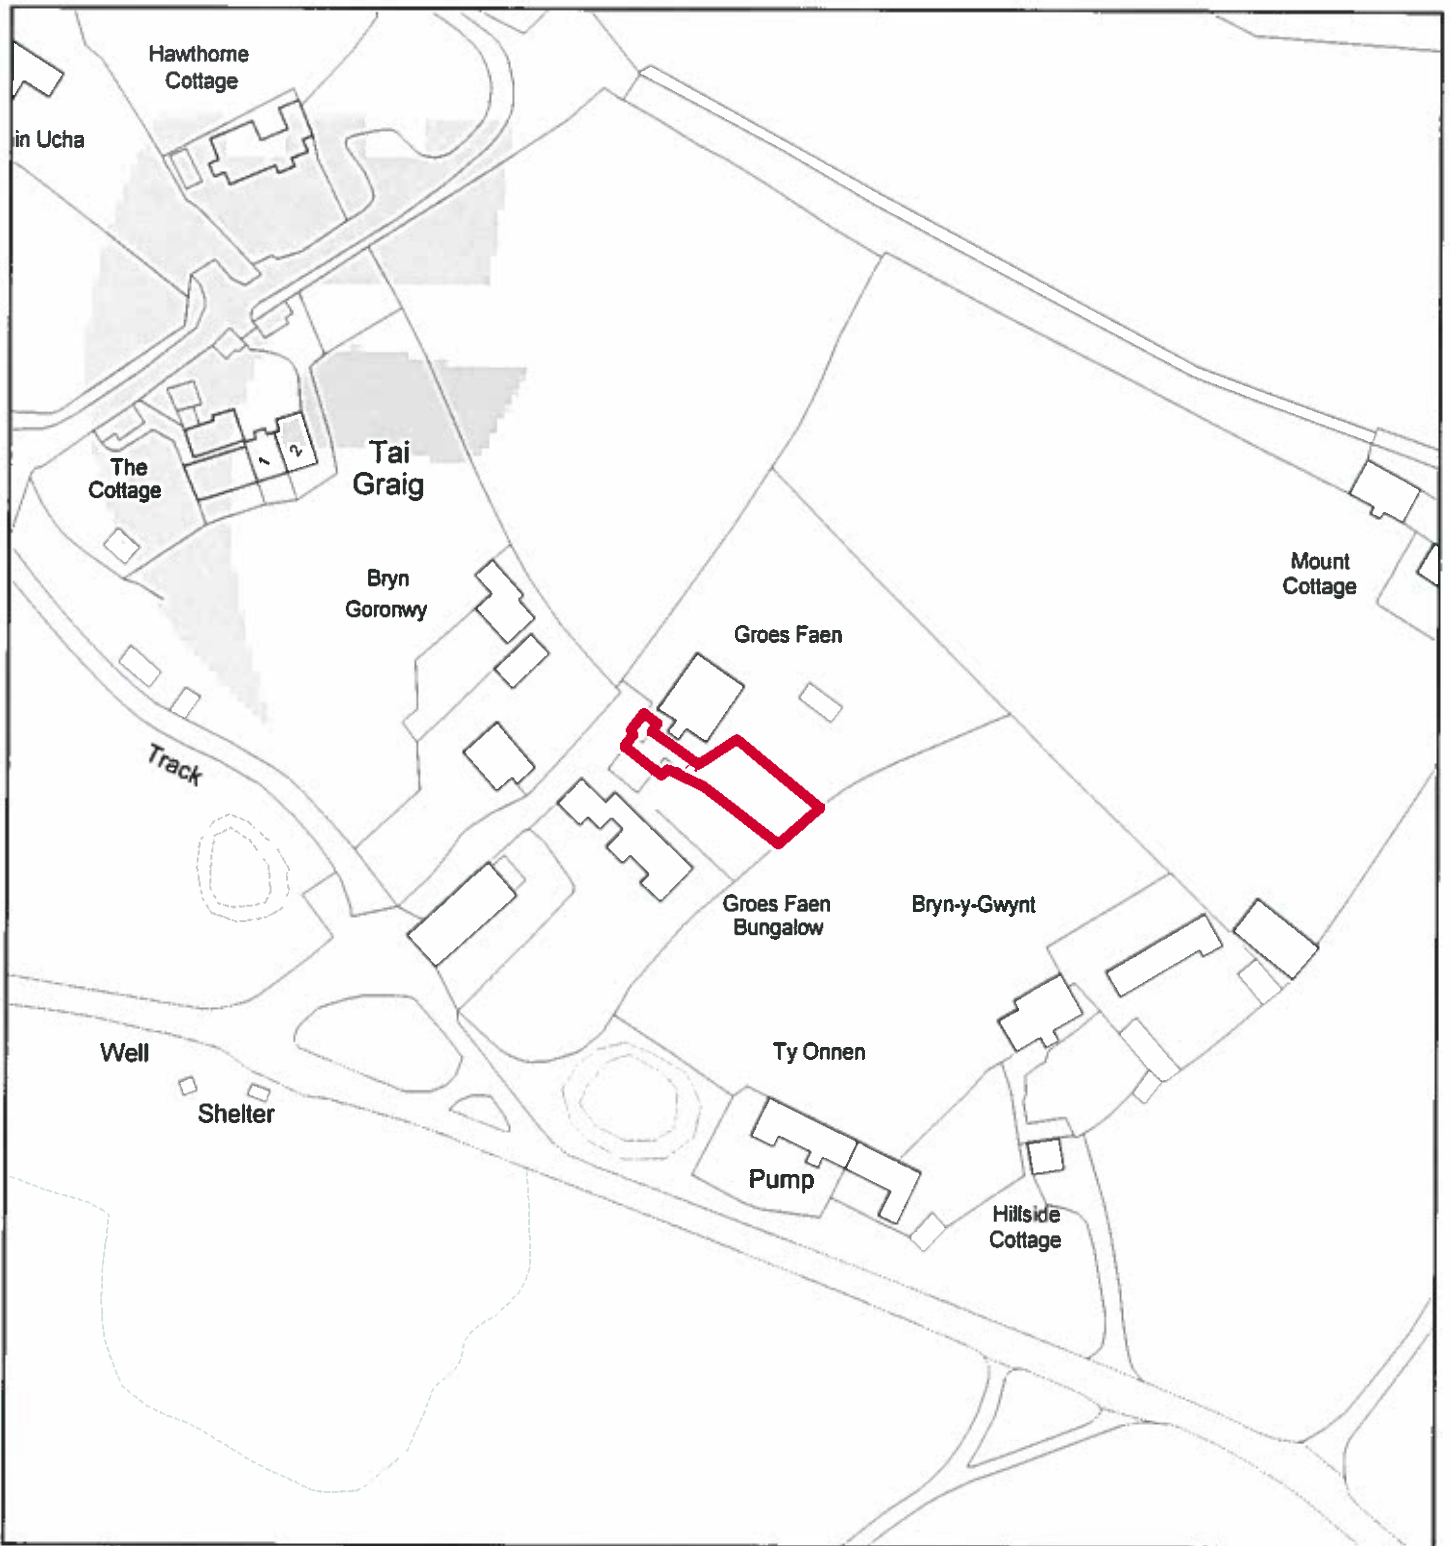 Hawthorne
Cottage
in Ucha
The
Cottage
1
2
Tai
Graig
Bryn
Goronwy
Mount
Cottage
Groes Faen
Track
Groes Faen
Bungalow
Bryn-y-Gwynt
Well
Shelter
Ty Onnen
Pump
Hillside
Cottage